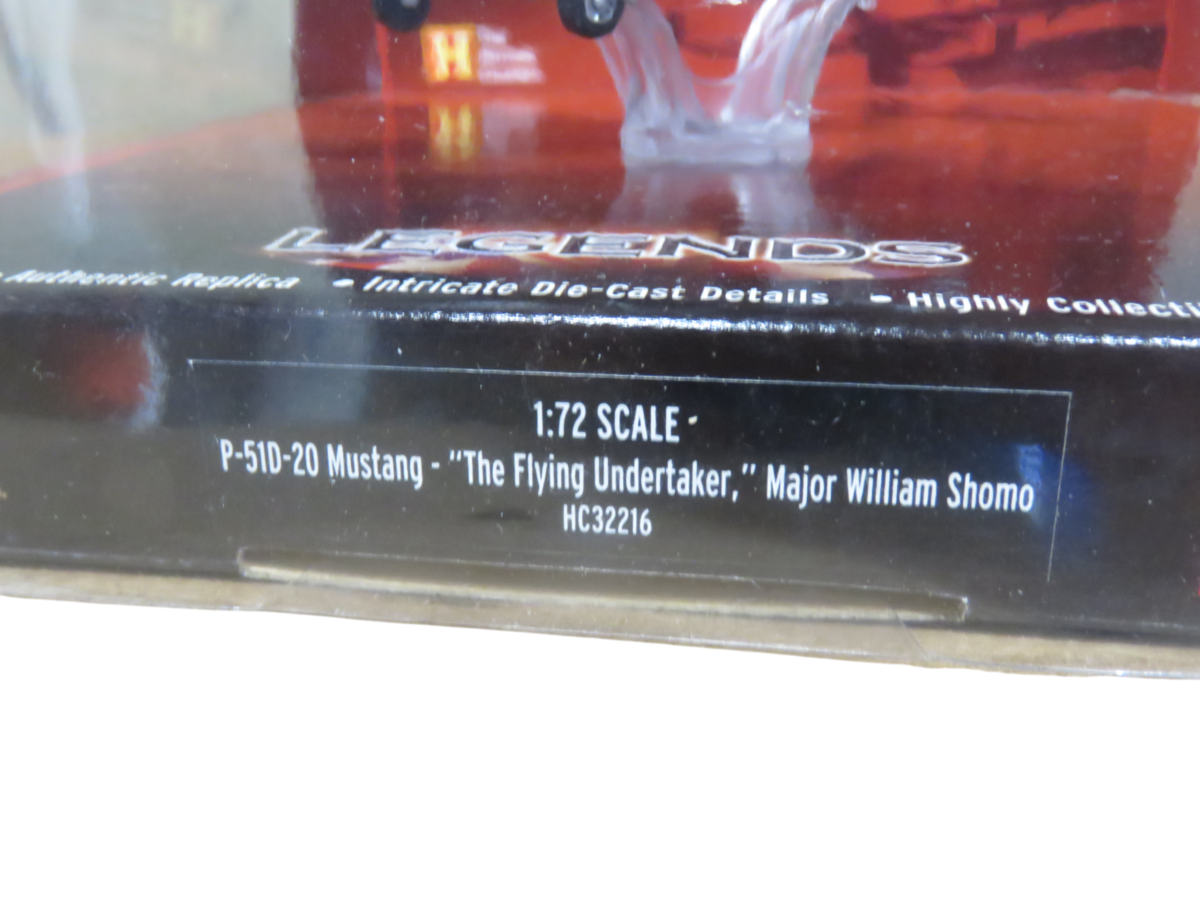 H
The
LEGENDS
• Authentic Replica • Intricate Die-Cast Details • Highly Collecti
1:72 SCALE
P-51D-20 Mustang - "The Flying Undertaker," Major William Shomo
HC32216